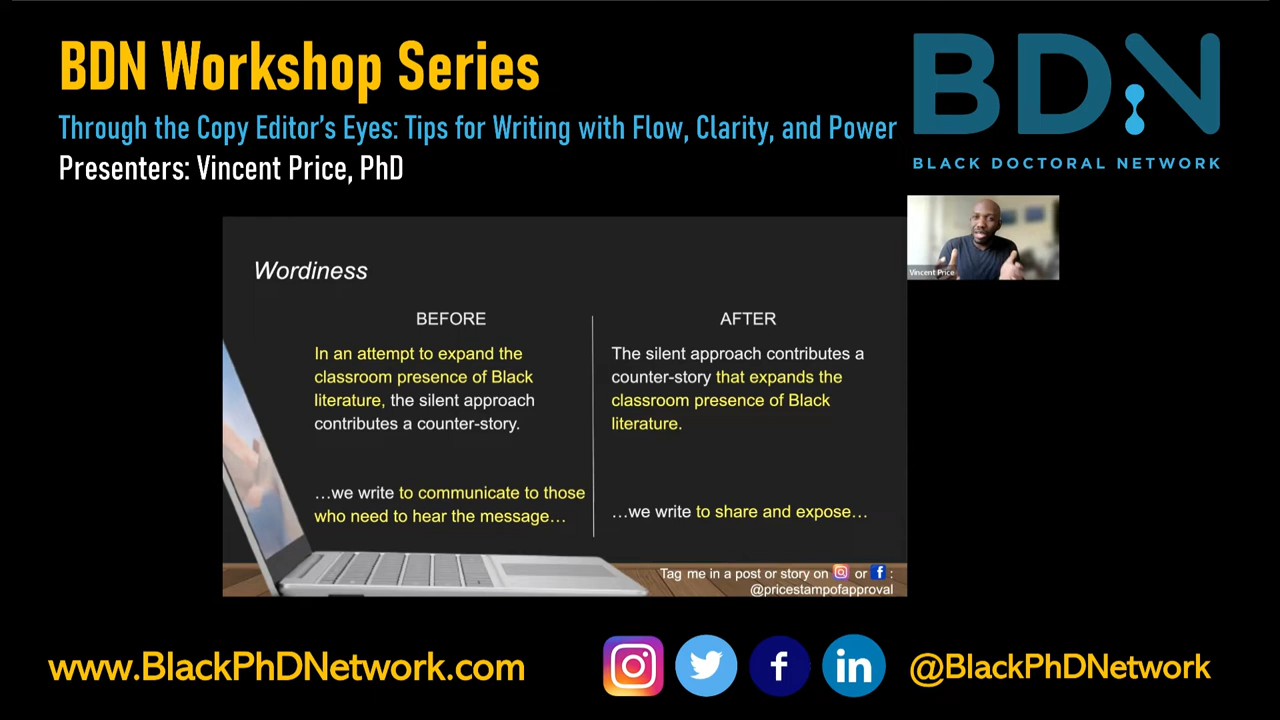 BDN Workshop Series
Through the Copy Editor's Eyes: Tips for Writing with Flow, Clarity, and Power
Presenters: Vincent Price, PhD
BDN
BLACK DOCTORAL NETWORK
Vincent Price
Wordiness
BEFORE
In an attempt to expand the
classroom presence of Black
literature, the silent approach
contributes a counter-story.
…we write to communicate to those
who need to hear the message…
AFTER
The silent approach contributes a
counter-story that expands the
classroom presence of Black
literature.
…we write to share and expose…
Tag me in a post or story on or :
@pricestampofapproval
www.BlackPhDNetwork.com
@BlackPhDNetwork